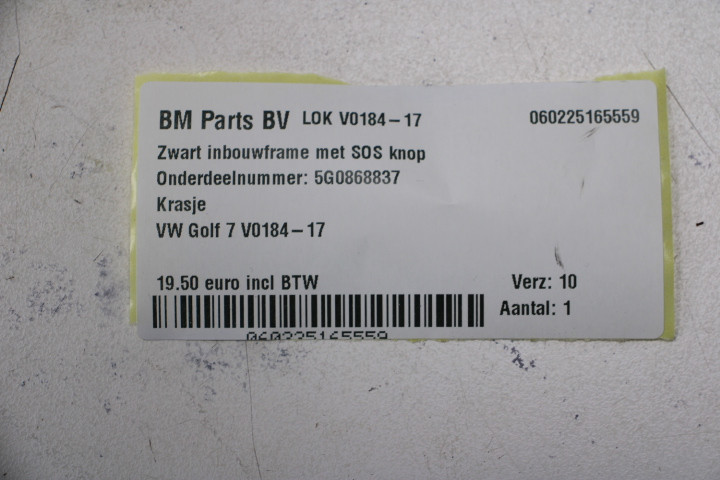 BM Parts BV LOK V0184-17 060225165559
Zwart inbouwframe met SOS knop
Onderdeelnummer: 5G0868837
Krasje
VW Golf 7 V0184-17
19.50 euro incl BTW Verz: 10
Aantal: 1
060225165559